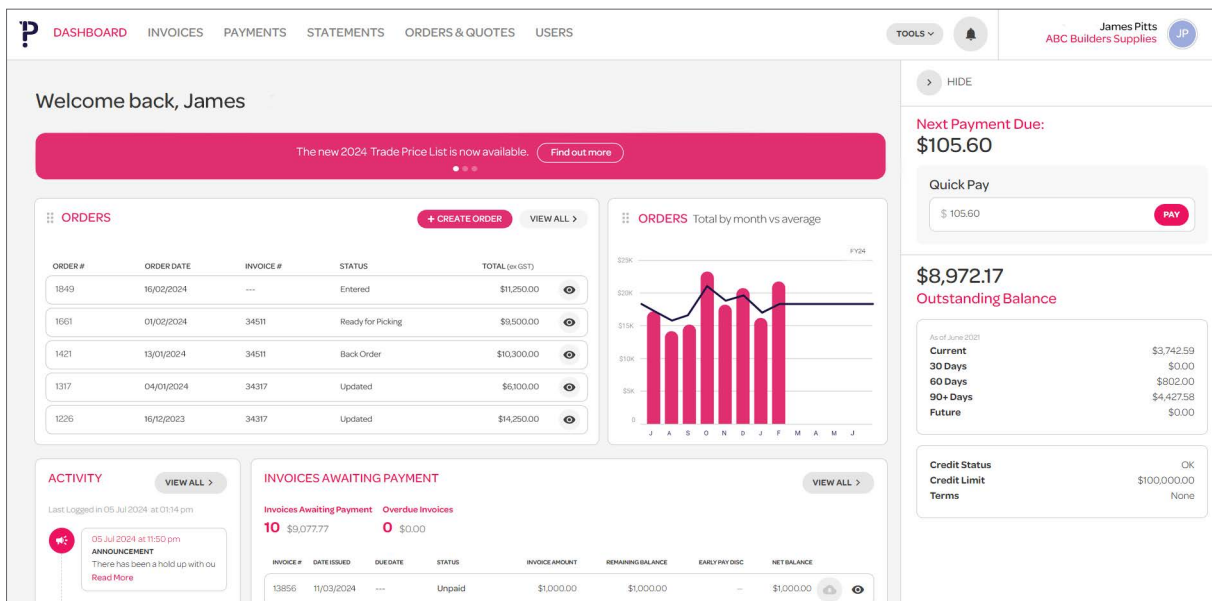 DASHBOARD INVOICES PAYMENTS STATEMENTS ORDERS & QUOTES USERS
TOOLS
James Pitts
ABC Builders Supplies
JP
Welcome back, James
The new 2024 Trade Price List is now available. Find out more
ORDERS + CREATE ORDER VIEW ALL >
ORDER # ORDER DATE INVOICE # STATUS TOTAL (ex GST)
1849 16/02/2024 --- Entered $11,250.00
1661 01/02/2024 34511 Ready for Picking $9,500.00
1421 13/01/2024 34511 Back Order $10,300.00
1317 04/01/2024 34317 Updated $6,100.00
1226 16/12/2023 34317 Updated $14,250.00
ORDERS Total by month vs average
FY24
$25K
$20K
$15K
$10K
$5K
0
J A S O N D J F M A M J
ACTIVITY VIEW ALL >
Last Logged in 05 Jul 2024 at 01:14 pm
05 Jul 2024 at 11:50 pm
ANNOUNCEMENT
There has been a hold up with ou
Read More
INVOICES AWAITING PAYMENT VIEW ALL >
Invoices Awaiting Payment Overdue Invoices
10 $9,077.77 0 $0.00
INVOICE # DATE ISSUED DUE DATE STATUS INVOICE AMOUNT REMAINING BALANCE EARLY PAY DISC NET BALANCE
13856 11/03/2024 --- Unpaid $1,000.00 $1,000.00 – $1,000.00
> HIDE
Next Payment Due:
$105.60
Quick Pay
$ 105.60 PAY
$8,972.17
Outstanding Balance
As of June 2021
Current $3,742.59
30 Days $0.00
60 Days $802.00
90+ Days $4,427.58
Future $0.00
Credit Status OK
Credit Limit $100,000.00
Terms None